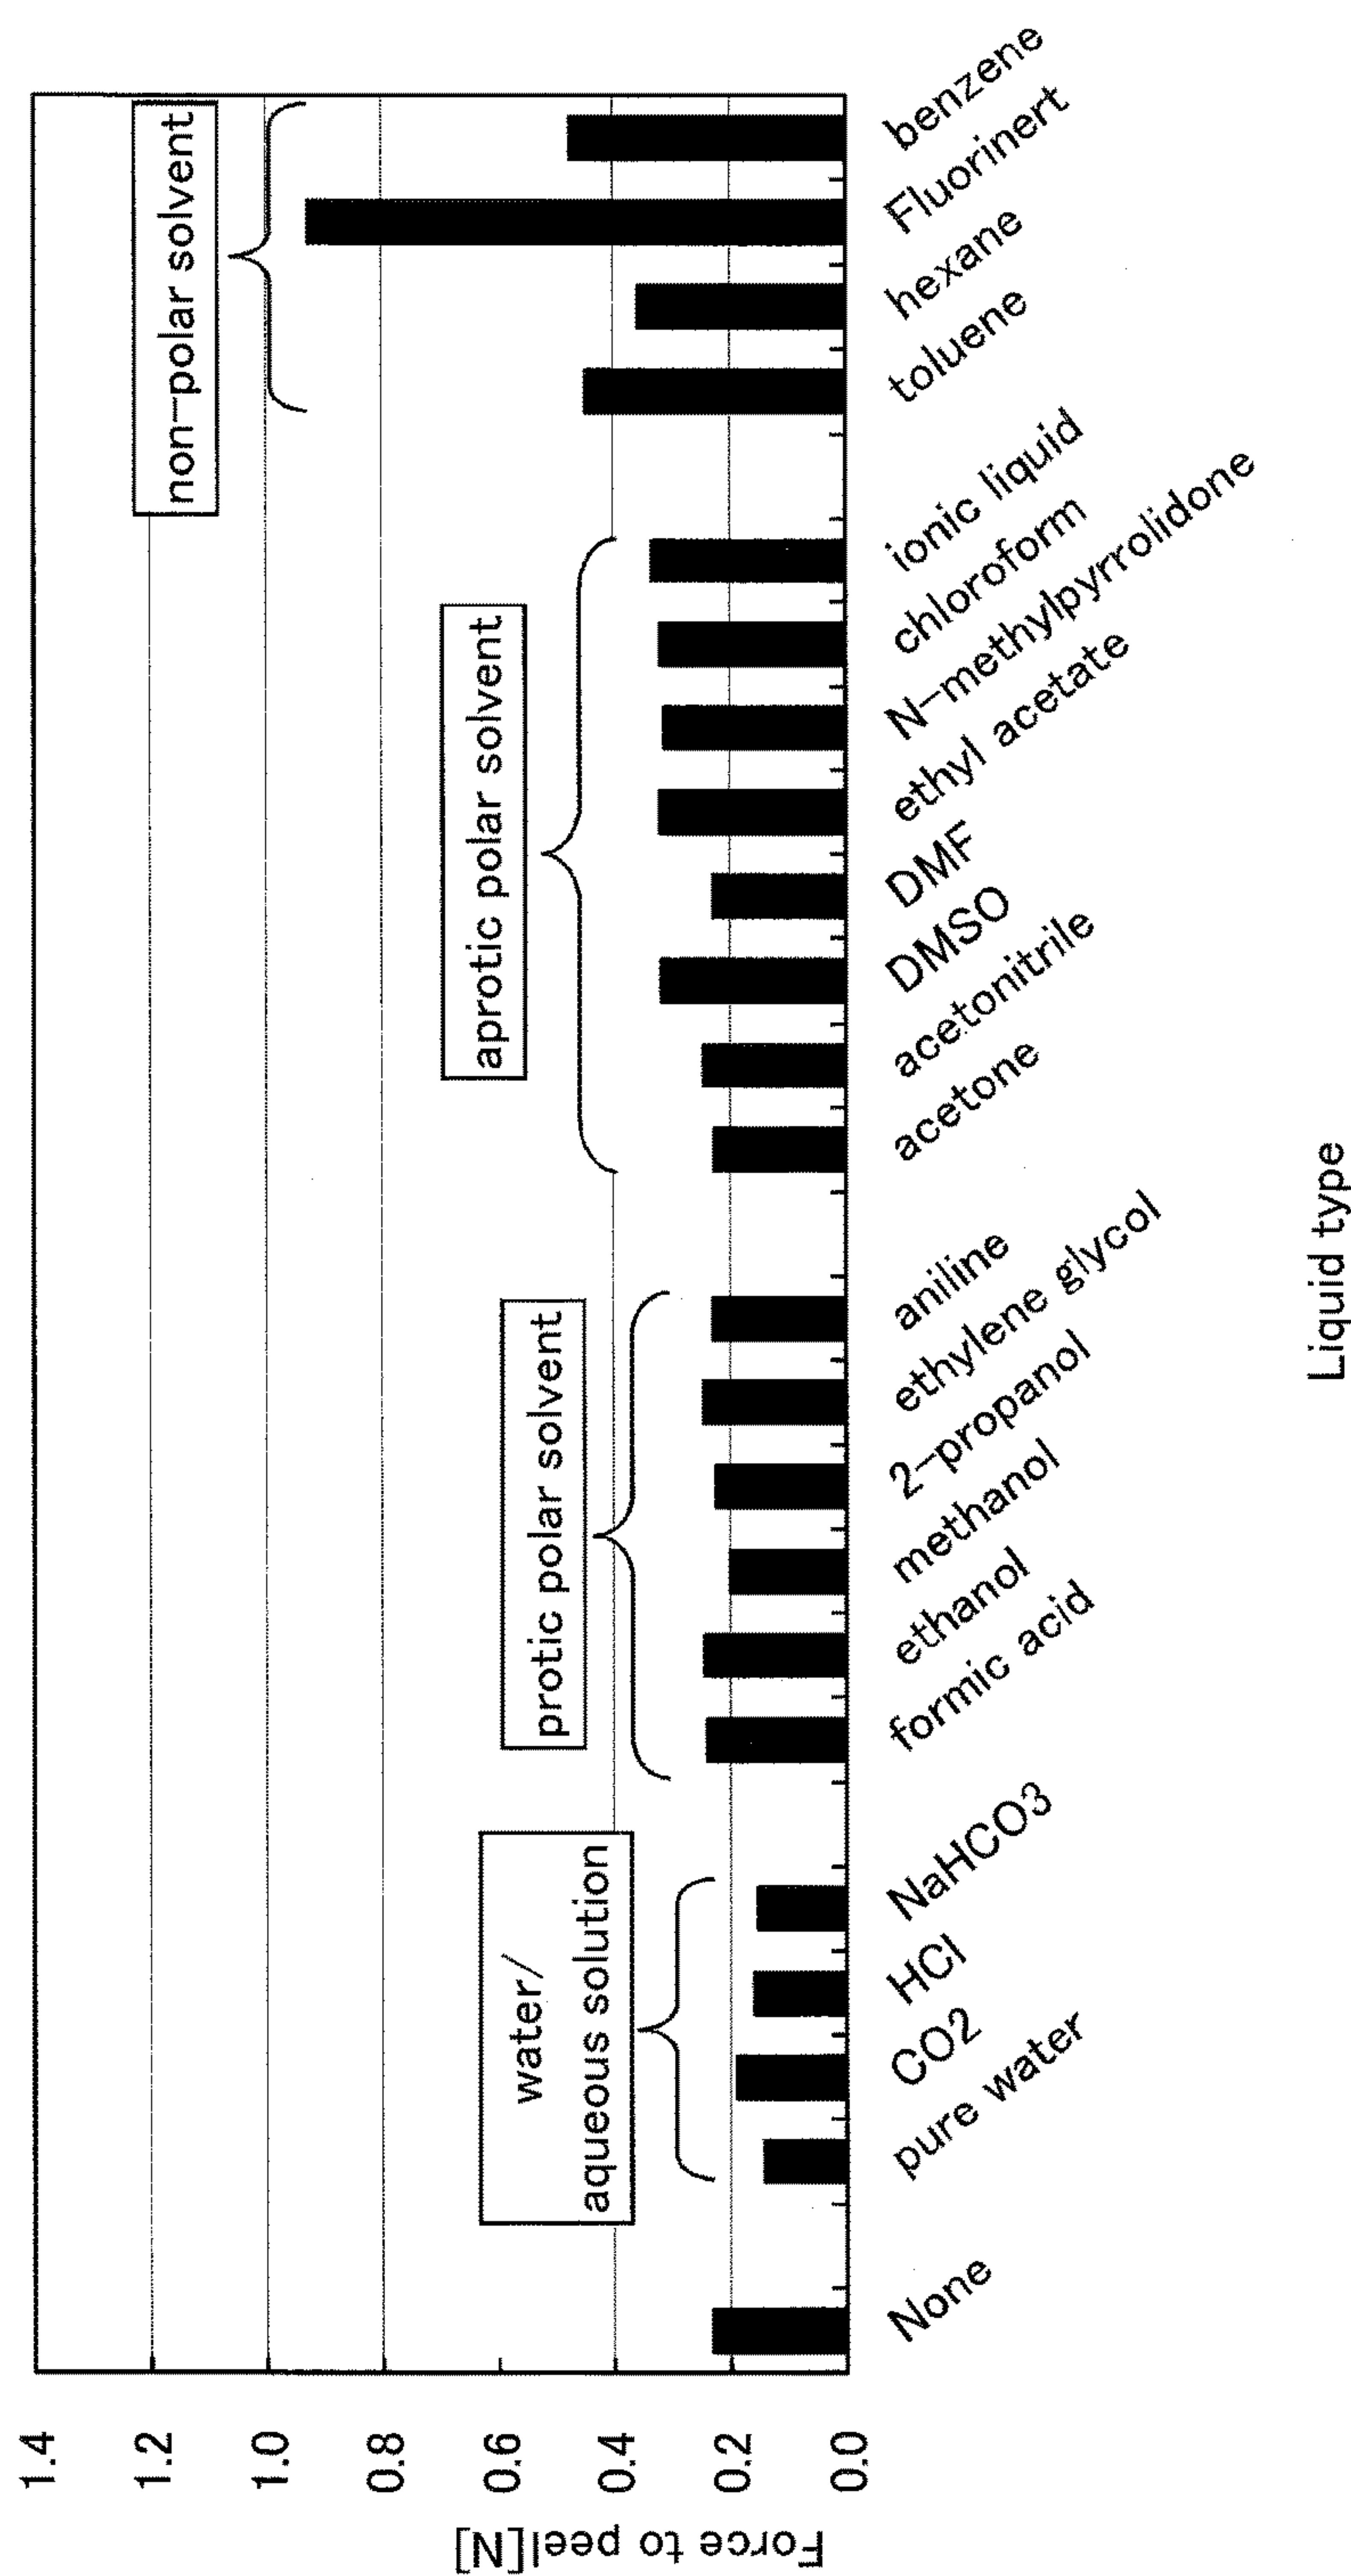 Force to peel[N]
1.4
1.2
1.0
0.8
0.6
0.4
0.2
0.0
water/
aqueous solution
protic polar solvent
aprotic polar solvent
non-polar solvent
None
pure water
CO2
HCl
NaHCO3
formic acid
ethanol
methanol
2-propanol
ethylene glycol
aniline
acetone
acetonitrile
DMSO
DMF
ethyl acetate
N-methylpyrrolidone
chloroform
ionic liquid
toluene
hexane
Fluorinert
benzene
Liquid type